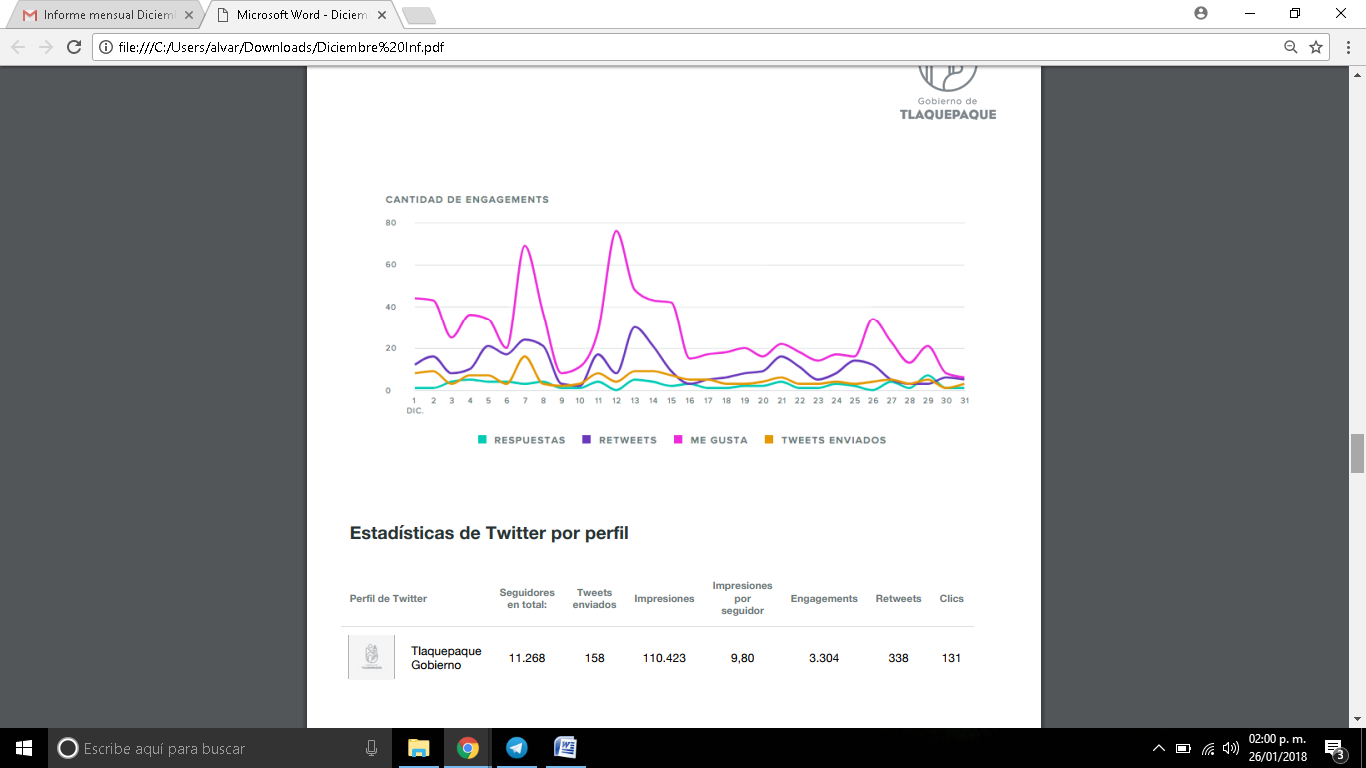 Informe mensual Diciem
Microsoft Word - Diciem
file:///C:/Users/alvar/Downloads/Diciembre%20Inf.pdf
Gobierno de
TLAQUEPAQUE
CANTIDAD DE ENGAGEMENTS
80
60
40
20
0
1 2 3 4 5 6 7 8 9 10 11 12 13 14 15 16 17 18 19 20 21 22 23 24 25 26 27 28 29 30 31
DIC.
RESPUESTAS RETWEETS ME GUSTA TWEETS ENVIADOS
Estadísticas de Twitter por perfil
Perfil de Twitter
Seguidores
en total:
Tweets
enviados
Impresiones
Impresiones
por
seguidor
Engagements
Retweets
Clics
Tlaquepaque
Gobierno
11.268 158 110.423 9,80 3.304 338 131
Escribe aquí para buscar
02:00 p. m.
26/01/2018
3